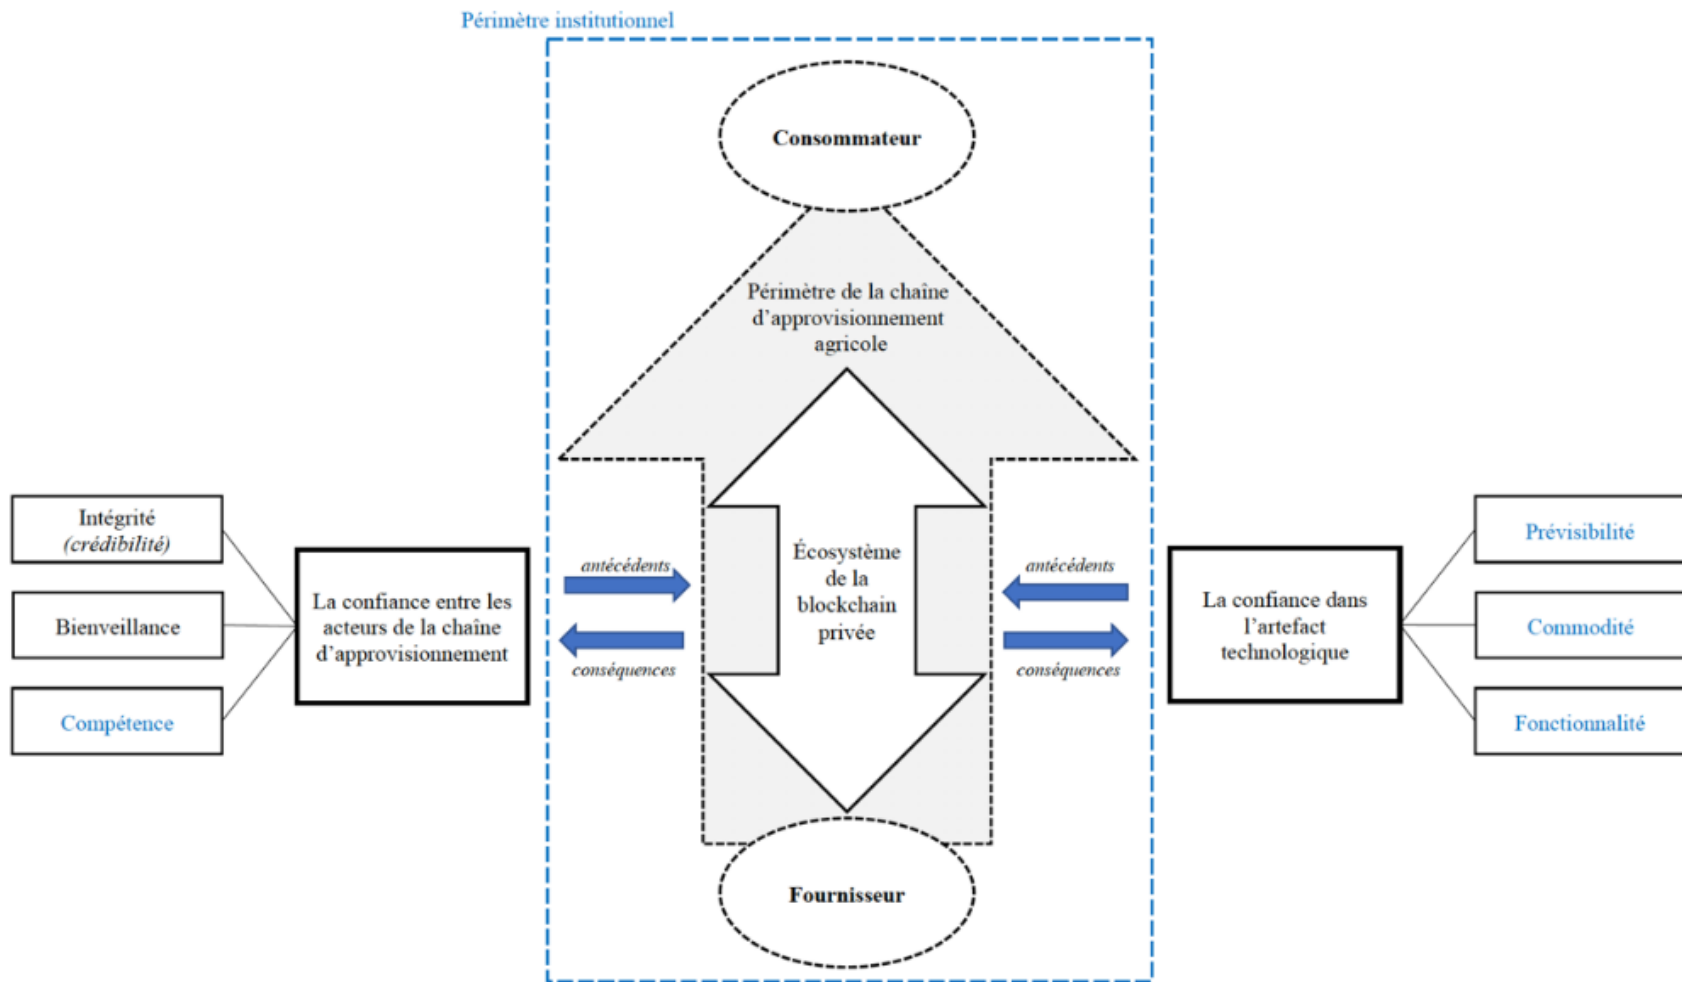 Périmètre institutionnel
Consommateur
Périmètre de la chaîne
d’approvisionnement
agricole
Intégrité
(crédibilité)
Bienveillance
Compétence
La confiance entre les
acteurs de la chaîne
d’approvisionnement
antécédents
conséquences
Écosystème
de la
blockchain
privée
antécédents
conséquences
La confiance dans
l’artefact
technologique
Prévisibilité
Commodité
Fonctionnalité
Fournisseur